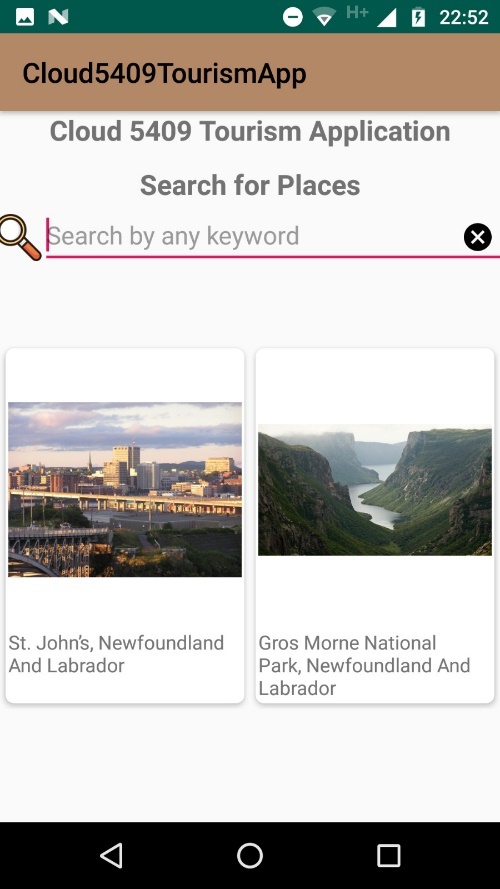 H+ 22:52
Cloud5409TourismApp
Cloud 5409 Tourism Application
Search for Places
Search by any keyword
St. John’s, Newfoundland
And Labrador
Gros Morne National
Park, Newfoundland And
Labrador